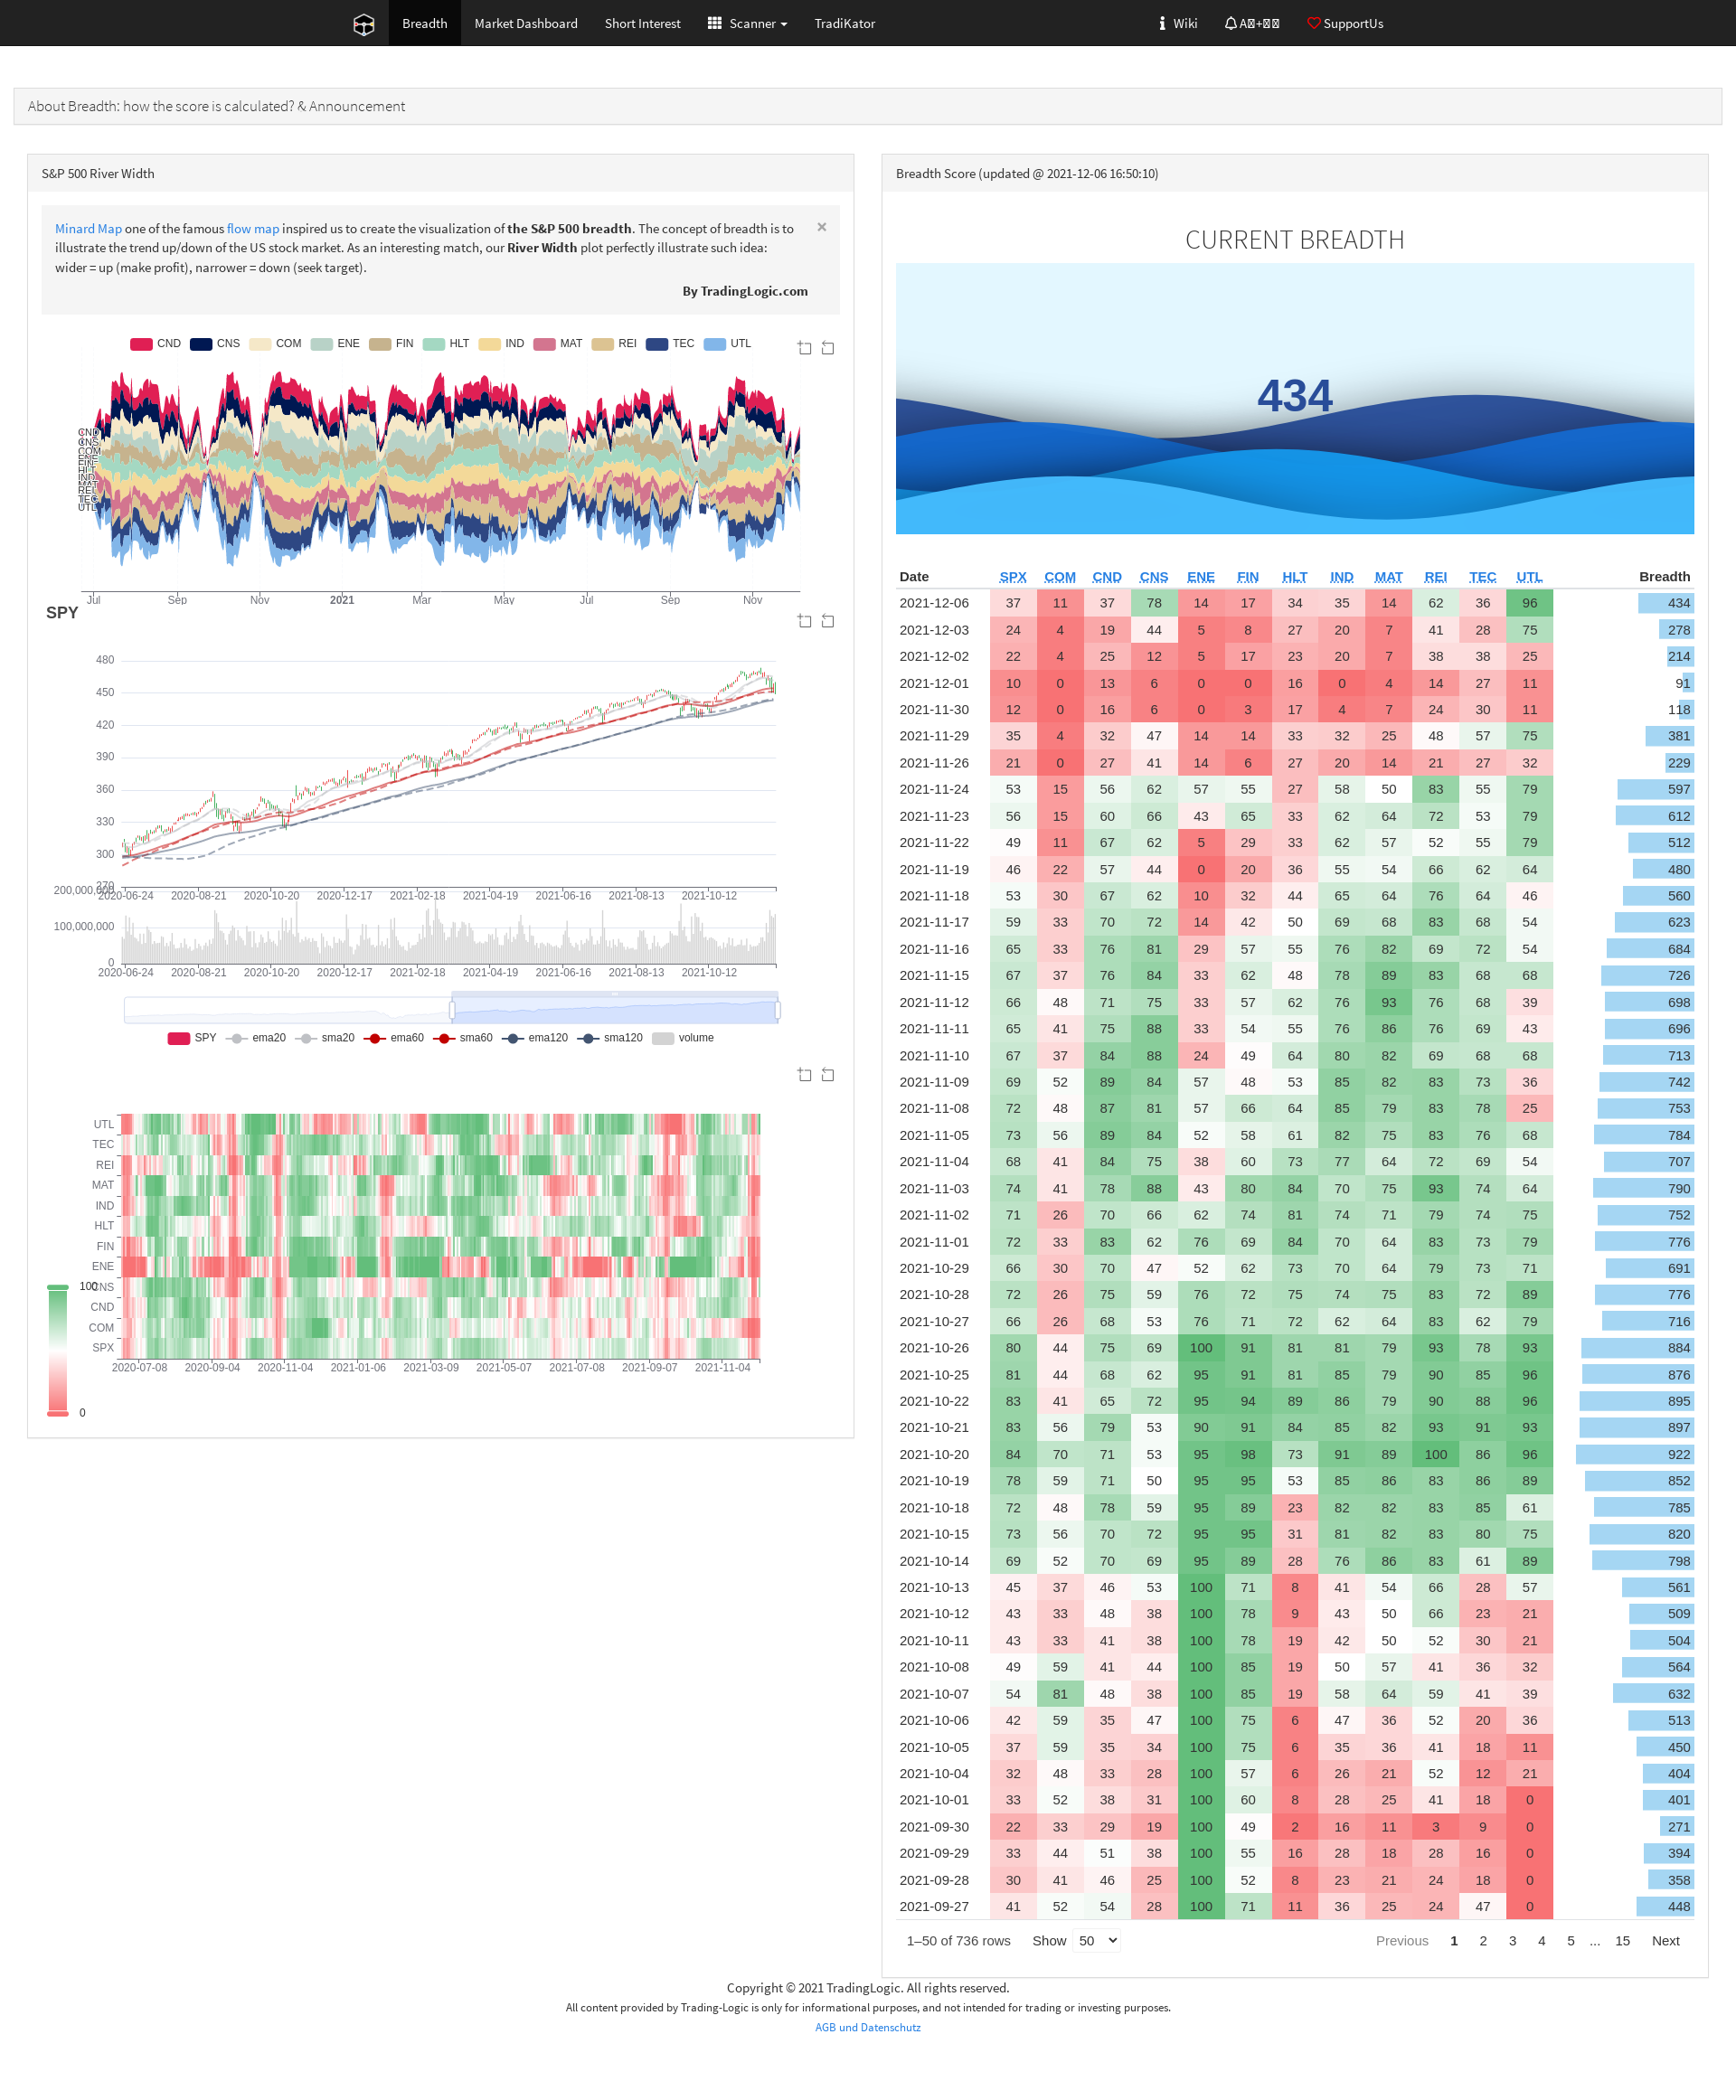 Breadth Market Dashboard Short Interest Scanner TradiKator Wiki SupportUs
About Breadth: how the score is calculated? & Announcement
S&P 500 River Width
Minard Map one of the famous flow map inspired us to create the visualization of the S&P 500 breadth. The concept of breadth is to
illustrate the trend up/down of the US stock market. As an interesting match, our River Width plot perfectly illustrate such idea:
wider = up (make profit), narrower = down (seek target).
×
By TradingLogic.com
CND CNS COM ENE FIN HLT IND MAT REI TEC UTL
CND
CNS
COM
ENE
FIN
HLT
IND
MAT
REI
TEC
UTL
Jul Sep Nov 2021 Mar May Jul Sep Nov
SPY
480
450
420
390
360
330
300
270
2020-06-24 2020-08-21 2020-10-20 2020-12-17 2021-02-18 2021-04-19 2021-06-16 2021-08-13 2021-10-12
200,000,000
100,000,000
0
2020-06-24 2020-08-21 2020-10-20 2020-12-17 2021-02-18 2021-04-19 2021-06-16 2021-08-13 2021-10-12
SPY ema20 sma20 ema60 sma60 ema120 sma120 volume
UTL
TEC
REI
MAT
IND
HLT
FIN
ENE
CNS
CND
COM
SPX
2020-07-08 2020-09-04 2020-11-04 2021-01-06 2021-03-09 2021-05-07 2021-07-08 2021-09-07 2021-11-04
100
0
Breadth Score (updated @ 2021-12-06 16:50:10)
CURRENT BREADTH
434
Date SPX COM CND CNS ENE FIN HLT IND MAT REI TEC UTL Breadth
2021-12-06 37 11 37 78 14 17 34 35 14 62 36 96 434
2021-12-03 24 4 19 44 5 8 27 20 7 41 28 75 278
2021-12-02 22 4 25 12 5 17 23 20 7 38 38 25 214
2021-12-01 10 0 13 6 0 0 16 0 4 14 27 11 91
2021-11-30 12 0 16 6 0 3 17 4 7 24 30 11 118
2021-11-29 35 4 32 47 14 14 33 32 25 48 57 75 381
2021-11-26 21 0 27 41 14 6 27 20 14 21 27 32 229
2021-11-24 53 15 56 62 57 55 27 58 50 83 55 79 597
2021-11-23 56 15 60 66 43 65 33 62 64 72 53 79 612
2021-11-22 49 11 67 62 5 29 33 62 57 52 55 79 512
2021-11-19 46 22 57 44 0 20 36 55 54 66 62 64 480
2021-11-18 53 30 67 62 10 32 44 65 64 76 64 46 560
2021-11-17 59 33 70 72 14 42 50 69 68 83 68 54 623
2021-11-16 65 33 76 81 29 57 55 76 82 69 72 54 684
2021-11-15 67 37 76 84 33 62 48 78 89 83 68 68 726
2021-11-12 66 48 71 75 33 57 62 76 93 76 68 39 698
2021-11-11 65 41 75 88 33 54 55 76 86 76 69 43 696
2021-11-10 67 37 84 88 24 49 64 80 82 69 68 68 713
2021-11-09 69 52 89 84 57 48 53 85 82 83 73 36 742
2021-11-08 72 48 87 81 57 66 64 85 79 83 78 25 753
2021-11-05 73 56 89 84 52 58 61 82 75 83 76 68 784
2021-11-04 68 41 84 75 38 60 73 77 64 72 69 54 707
2021-11-03 74 41 78 88 43 80 84 70 75 93 74 64 790
2021-11-02 71 26 70 66 62 74 81 74 71 79 74 75 752
2021-11-01 72 33 83 62 76 69 84 70 64 83 73 79 776
2021-10-29 66 30 70 47 52 62 73 70 64 79 73 71 691
2021-10-28 72 26 75 59 76 72 75 74 75 83 72 89 776
2021-10-27 66 26 68 53 76 71 72 62 64 83 62 79 716
2021-10-26 80 44 75 69 100 91 81 81 79 93 78 93 884
2021-10-25 81 44 68 62 95 91 81 85 79 90 85 96 876
2021-10-22 83 41 65 72 95 94 89 86 79 90 88 96 895
2021-10-21 83 56 79 53 90 91 84 85 82 93 91 93 897
2021-10-20 84 70 71 53 95 98 73 91 89 100 86 96 922
2021-10-19 78 59 71 50 95 95 53 85 86 83 86 89 852
2021-10-18 72 48 78 59 95 89 23 82 82 83 85 61 785
2021-10-15 73 56 70 72 95 95 31 81 82 83 80 75 820
2021-10-14 69 52 70 69 95 89 28 76 86 83 61 89 798
2021-10-13 45 37 46 53 100 71 8 41 54 66 28 57 561
2021-10-12 43 33 48 38 100 78 9 43 50 66 23 21 509
2021-10-11 43 33 41 38 100 78 19 42 50 52 30 21 504
2021-10-08 49 59 41 44 100 85 19 50 57 41 36 32 564
2021-10-07 54 81 48 38 100 85 19 58 64 59 41 39 632
2021-10-06 42 59 35 47 100 75 6 47 36 52 20 36 513
2021-10-05 37 59 35 34 100 75 6 35 36 41 18 11 450
2021-10-04 32 48 33 28 100 57 6 26 21 52 12 21 404
2021-10-01 33 52 38 31 100 60 8 28 25 41 18 0 401
2021-09-30 22 33 29 19 100 49 2 16 11 3 9 0 271
2021-09-29 33 44 51 38 100 55 16 28 18 28 16 0 394
2021-09-28 30 41 46 25 100 52 8 23 21 24 18 0 358
2021-09-27 41 52 54 28 100 71 11 36 25 24 47 0 448
1–50 of 736 rows Show 50 Previous 1 2 3 4 5 ... 15 Next
Copyright © 2021 TradingLogic. All rights reserved.
All content provided by Trading-Logic is only for informational purposes, and not intended for trading or investing purposes.
AGB und Datenschutz